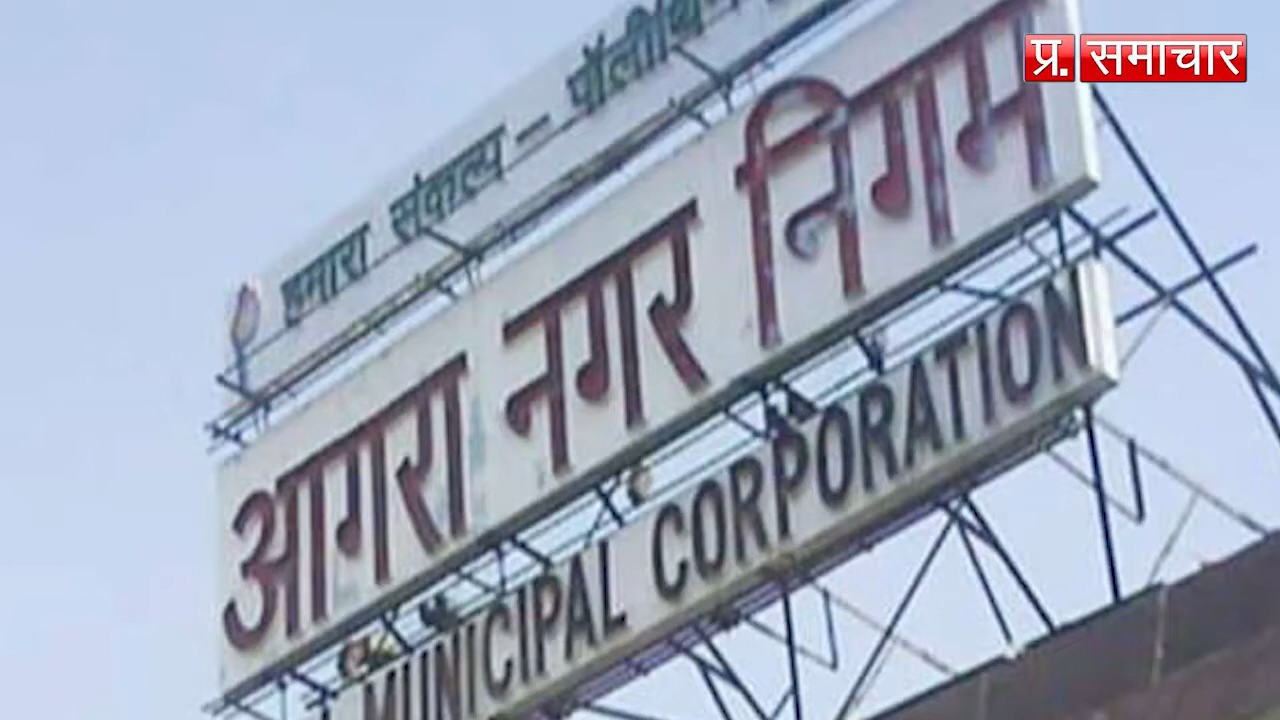 प्र. समाचार
हमारा संकल्प -
आगरा नगर निगम
MUNICIPAL CORPORATION